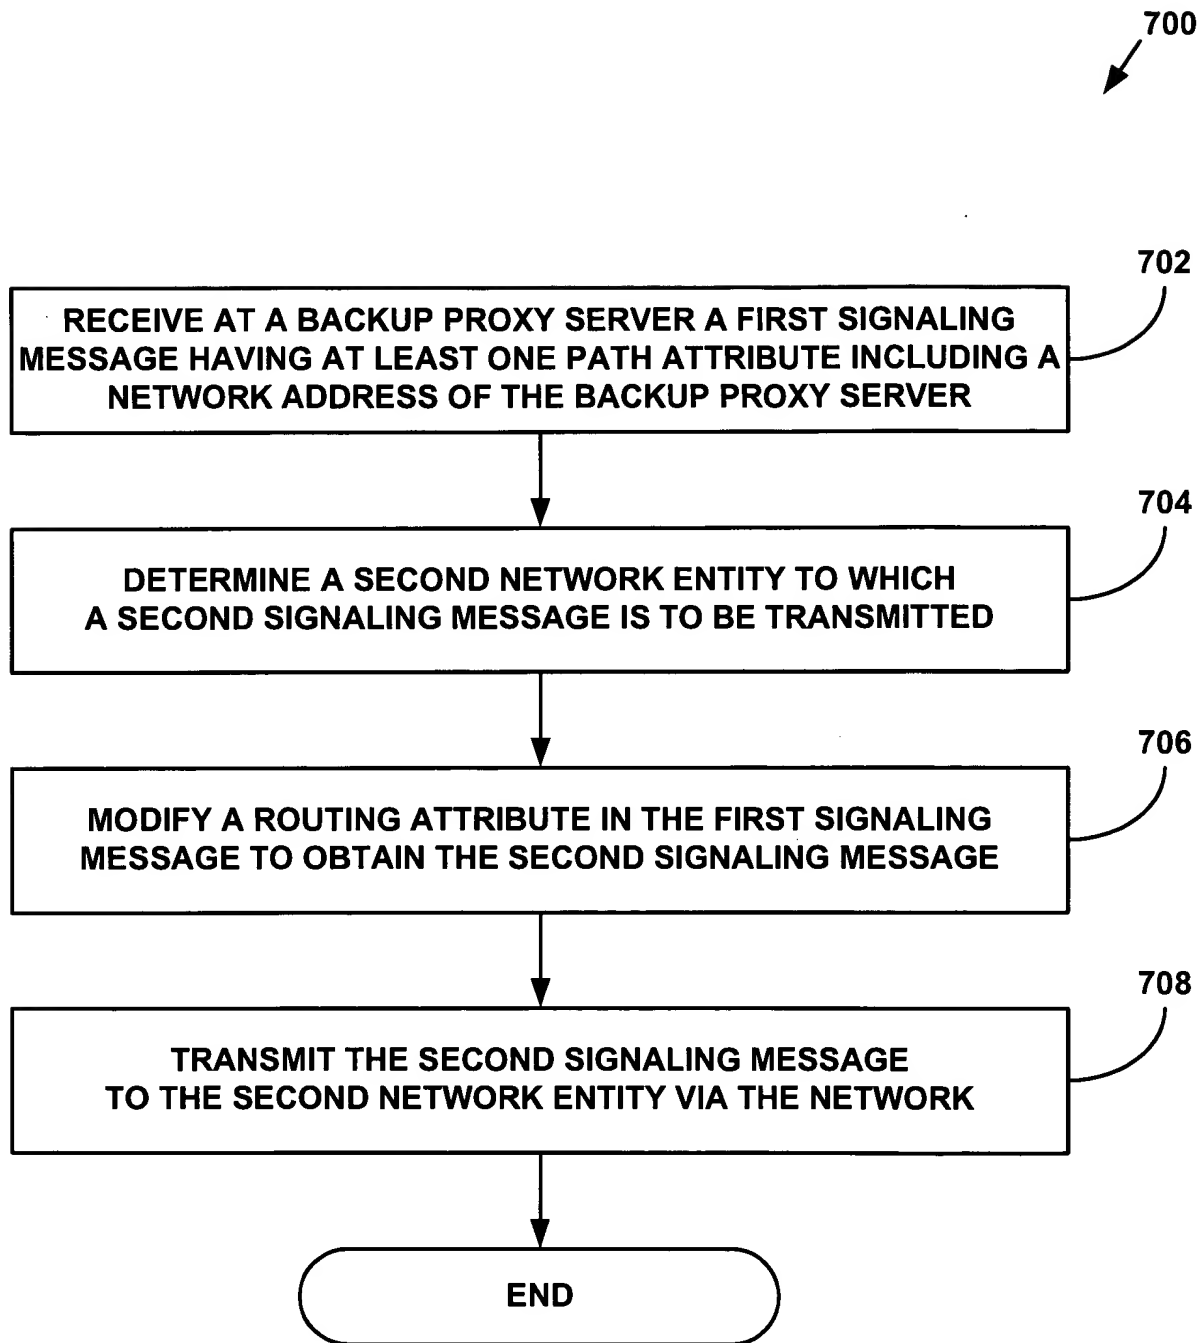 700
702
RECEIVE AT A BACKUP PROXY SERVER A FIRST SIGNALING
MESSAGE HAVING AT LEAST ONE PATH ATTRIBUTE INCLUDING A
NETWORK ADDRESS OF THE BACKUP PROXY SERVER
704
DETERMINE A SECOND NETWORK ENTITY TO WHICH
A SECOND SIGNALING MESSAGE IS TO BE TRANSMITTED
706
MODIFY A ROUTING ATTRIBUTE IN THE FIRST SIGNALING
MESSAGE TO OBTAIN THE SECOND SIGNALING MESSAGE
708
TRANSMIT THE SECOND SIGNALING MESSAGE
TO THE SECOND NETWORK ENTITY VIA THE NETWORK
END